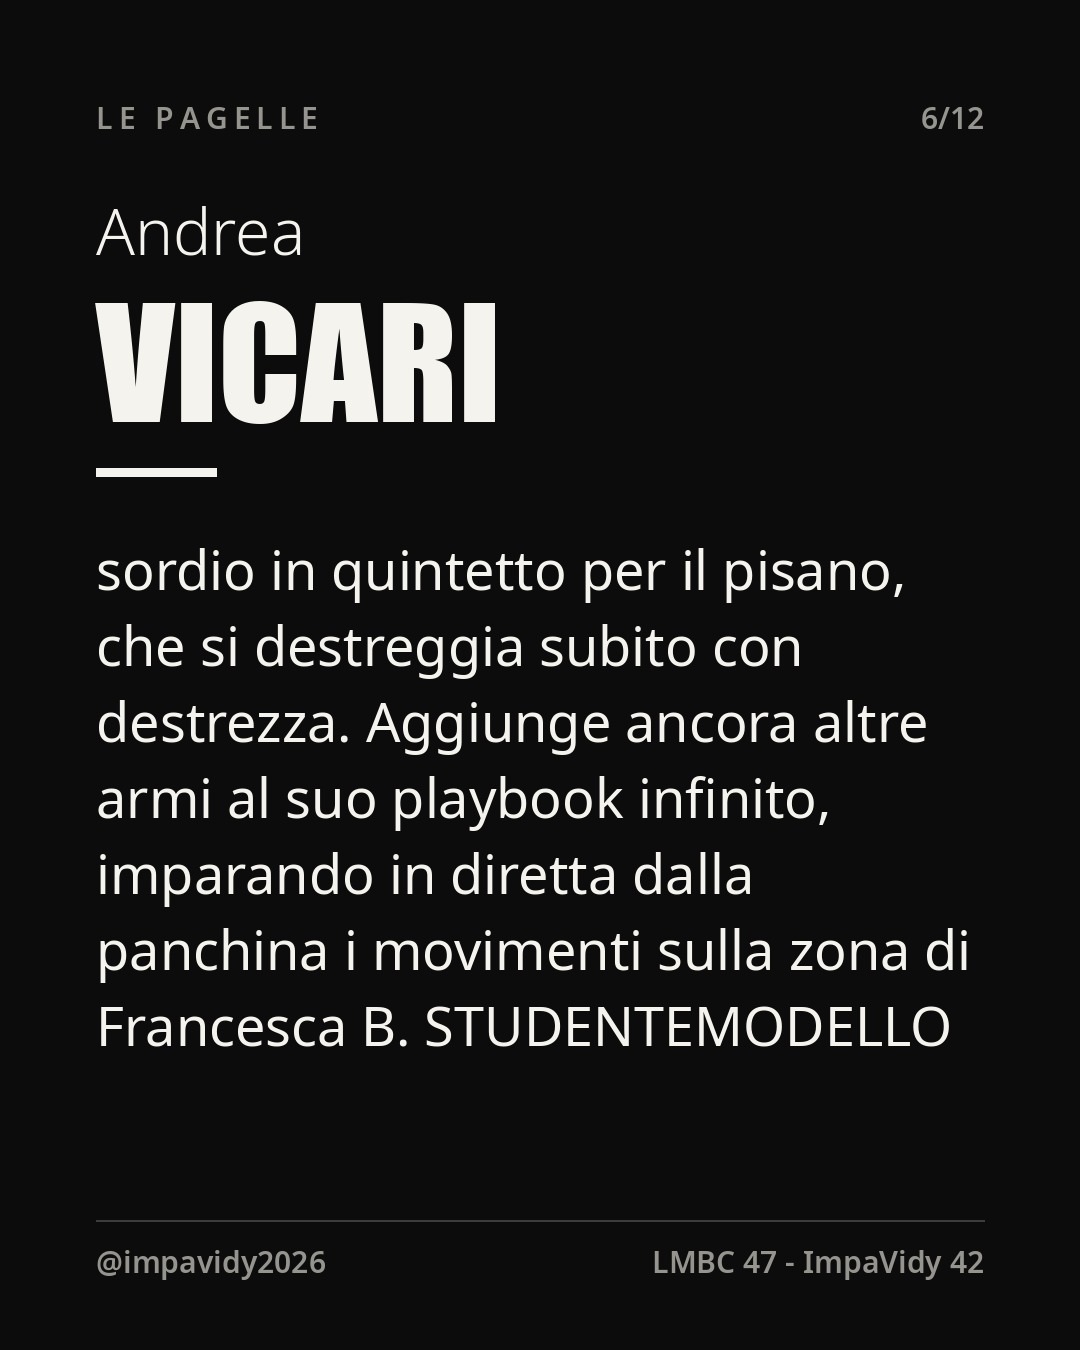 LE PAGELLE
6/12
Andrea
VICARI
sordio in quintetto per il pisano,
che si destreggia subito con
destrezza. Aggiunge ancora altre
armi al suo playbook infinito,
imparando in diretta dalla
panchina i movimenti sulla zona di
Francesca B. STUDENTEMODELLO
@impavidy2026
LMBC 47 - ImpaVidy 42